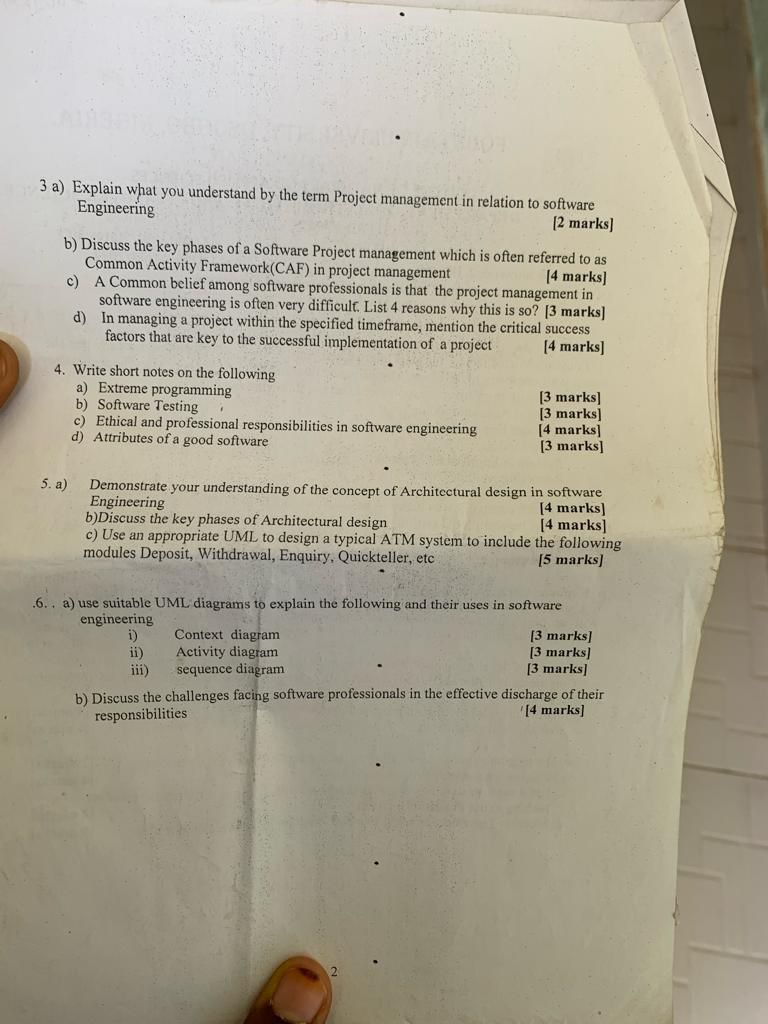 3 a) Explain what you understand by the term Project management in relation to software
Engineering [2 marks]
b) Discuss the key phases of a Software Project management which is often referred to as
Common Activity Framework(CAF) in project management [4 marks]
c) A Common belief among software professionals is that the project management in
software engineering is often very difficult. List 4 reasons why this is so? [3 marks]
d) In managing a project within the specified timeframe, mention the critical success
factors that are key to the successful implementation of a project [4 marks]
4. Write short notes on the following
a) Extreme programming [3 marks]
b) Software Testing [3 marks]
c) Ethical and professional responsibilities in software engineering [4 marks]
d) Attributes of a good software [3 marks]
5. a) Demonstrate your understanding of the concept of Architectural design in software
Engineering [4 marks]
b)Discuss the key phases of Architectural design [4 marks]
c) Use an appropriate UML to design a typical ATM system to include the following
modules Deposit, Withdrawal, Enquiry, Quickteller, etc [5 marks]
.6. . a) use suitable UML diagrams to explain the following and their uses in software
engineering
i) Context diagram [3 marks]
ii) Activity diagram [3 marks]
iii) sequence diagram [3 marks]
b) Discuss the challenges facing software professionals in the effective discharge of their
responsibilities [4 marks]
2